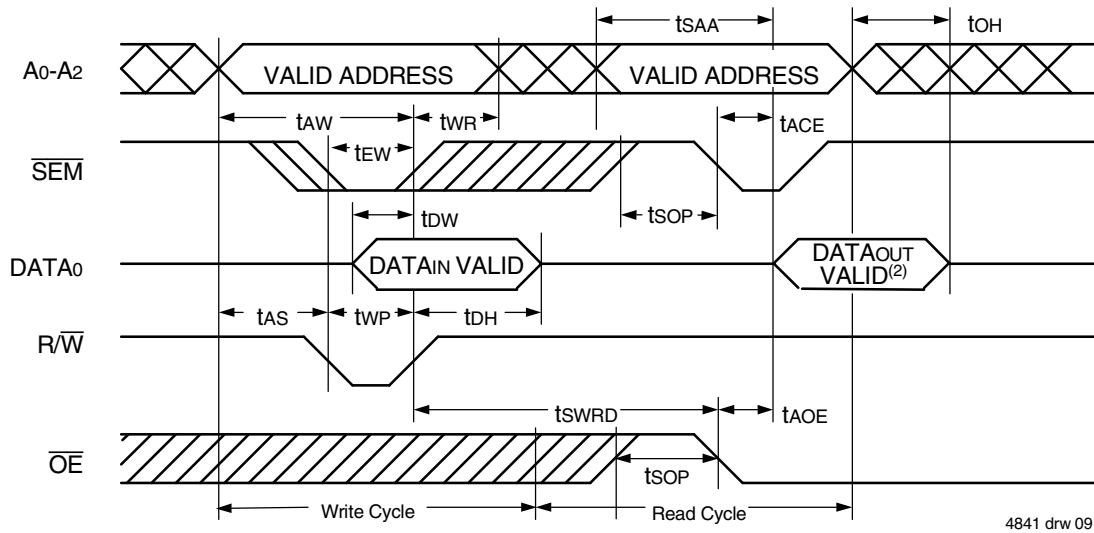 tSAA
tOH
A0-A2
VALID ADDRESS
VALID ADDRESS
tAW
tWR
tACE
tEW
SEM
tDW
tSOP
DATA0
DATAIN VALID
DATAOUT
VALID(2)
tAS
tWP
tDH
R/W
tSWRD
tAOE
OE
tSOP
Write Cycle
Read Cycle
4841 drw 09